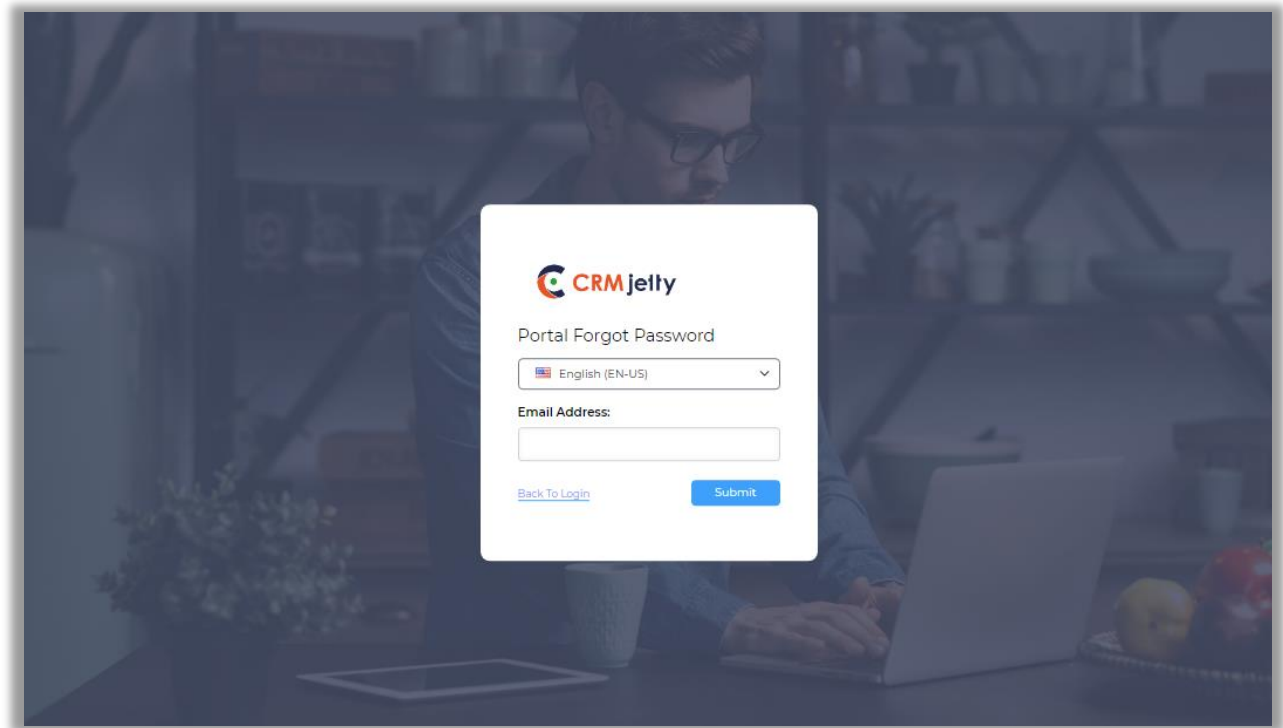 CRMjetty
Portal Forgot Password
English (EN-US)
Email Address:
Back To Login
Submit